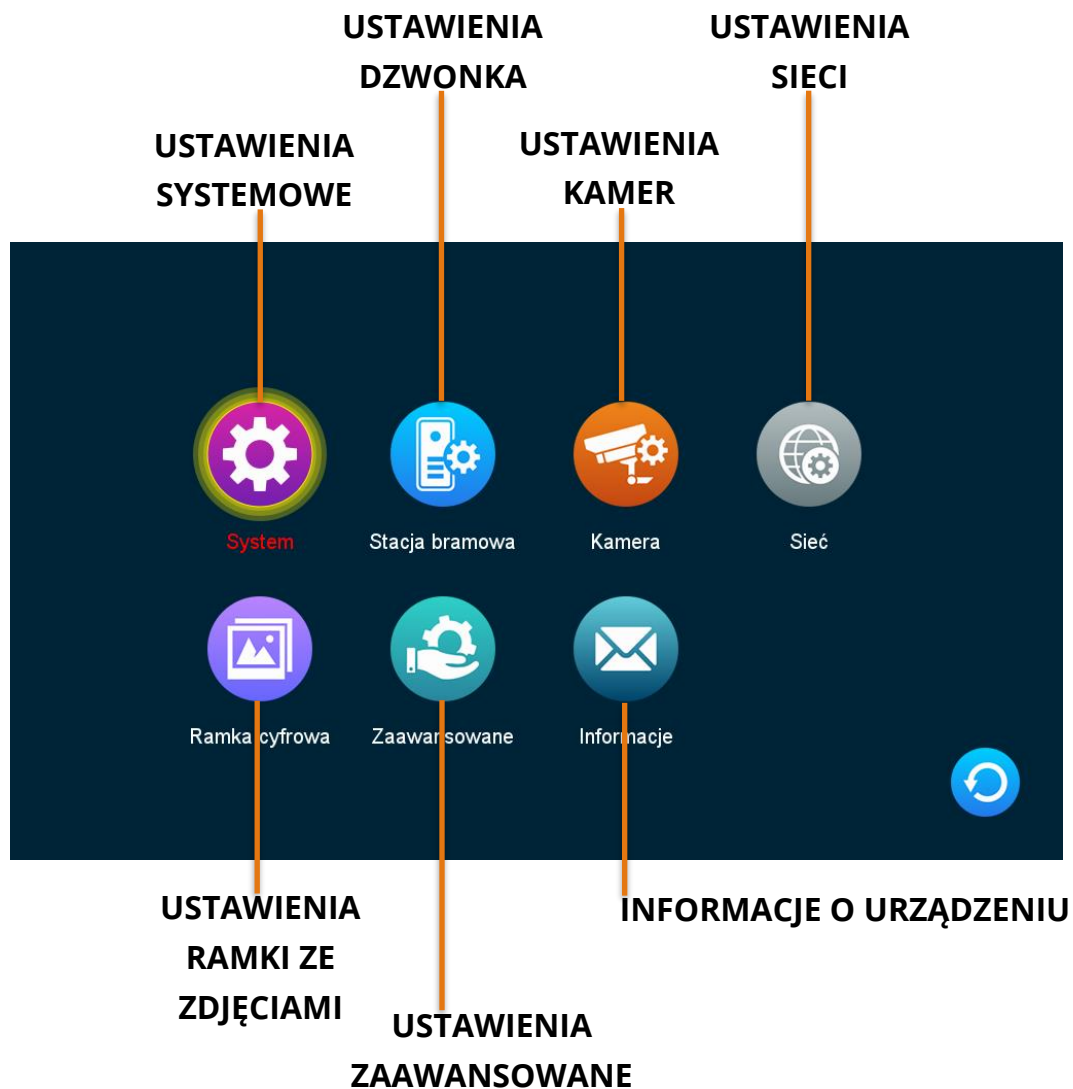 USTAWIENIA
DZWONKA
USTAWIENIA
SIECI
USTAWIENIA
SYSTEMOWE
USTAWIENIA
KAMER
System
Stacja bramowa
Kamera
Sieć
Ramka cyfrowa
Zaawansowane
Informacje
USTAWIENIA
RAMKI ZE
ZDJĘCIAMI
INFORMACJE O URZĄDZENIU
USTAWIENIA
ZAAWANSOWANE